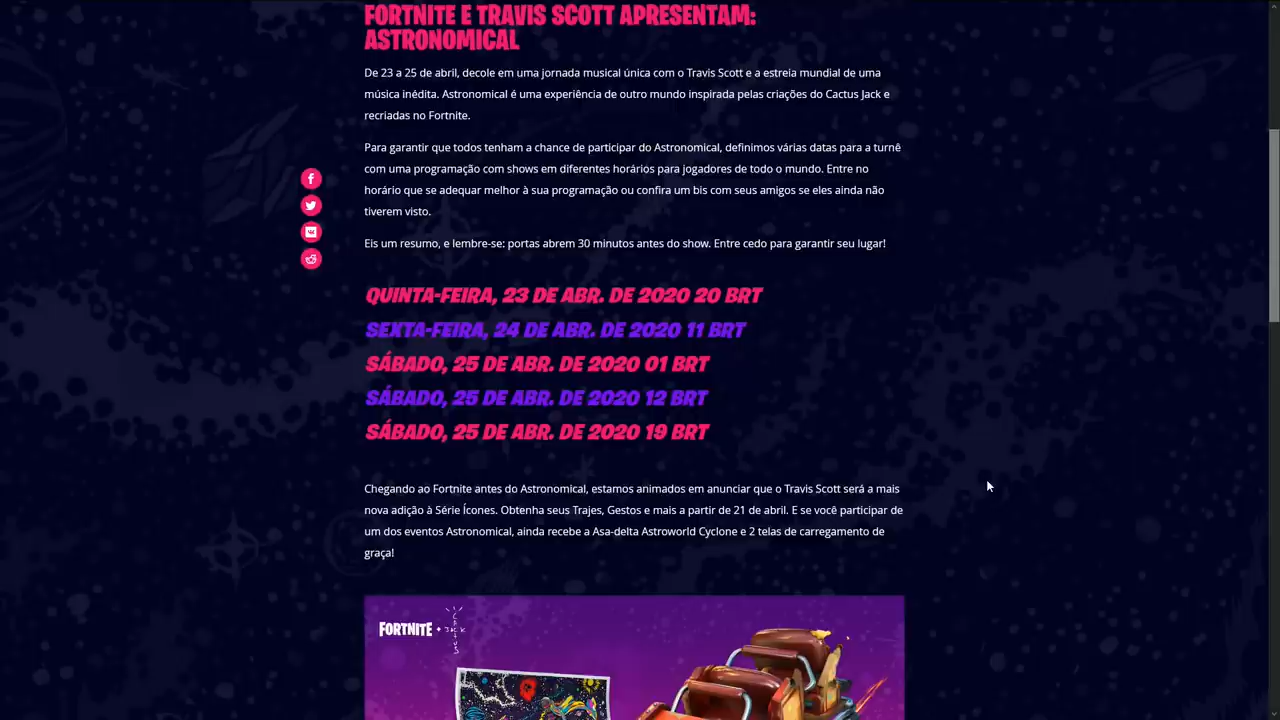 FORTNITE E TRAVIS SCOTT APRESENTAM:
ASTRONOMICAL
De 23 a 25 de abril, decole em uma jornada musical única com o Travis Scott e a estreia mundial de uma
música inédita. Astronomical é uma experiência de outro mundo inspirada pelas criações do Cactus Jack e
recriadas no Fortnite.
Para garantir que todos tenham a chance de participar do Astronomical, definimos várias datas para a turnê
com uma programação com shows em diferentes horários para jogadores de todo o mundo. Entre no
horário que se adequar melhor à sua programação ou confira um bis com seus amigos se eles ainda não
tiverem visto.
Eis um resumo, e lembre-se: portas abrem 30 minutos antes do show. Entre cedo para garantir seu lugar!
QUINTA-FEIRA, 23 DE ABR. DE 2020 20 BRT
SEXTA-FEIRA, 24 DE ABR. DE 2020 11 BRT
SÁBADO, 25 DE ABR. DE 2020 01 BRT
SÁBADO, 25 DE ABR. DE 2020 12 BRT
SÁBADO, 25 DE ABR. DE 2020 19 BRT
Chegando ao Fortnite antes do Astronomical, estamos animados em anunciar que o Travis Scott será a mais
nova adição à Série Ícones. Obtenha seus Trajes, Gestos e mais a partir de 21 de abril. E se você participar de
um dos eventos Astronomical, ainda recebe a Asa-delta Astroworld Cyclone e 2 telas de carregamento de
graça!
FORTNITE + CACTUS JACK